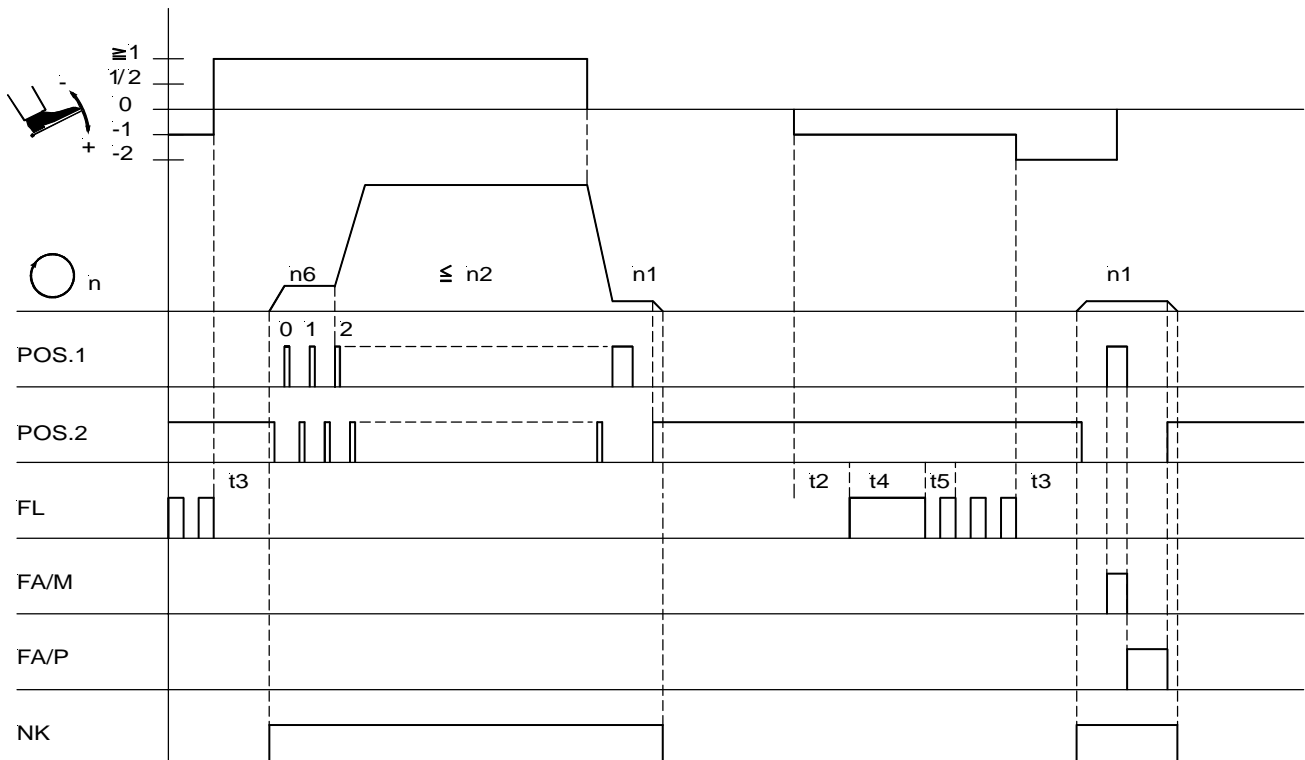 ≧1
1/2
0
-1
-2
-
+
n
n6
≦ n2
n1
n1
0 1 2
POS.1
POS.2
t3
t2 t4 t5 t3
FL
FA/M
FA/P
NK